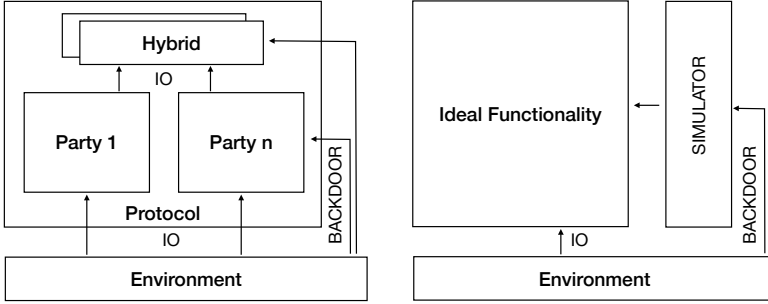 Hybrid
IO
Party 1
Party n
BACKDOOR
Protocol
IO
Environment
Ideal Functionality
SIMULATOR
BACKDOOR
IO
Environment